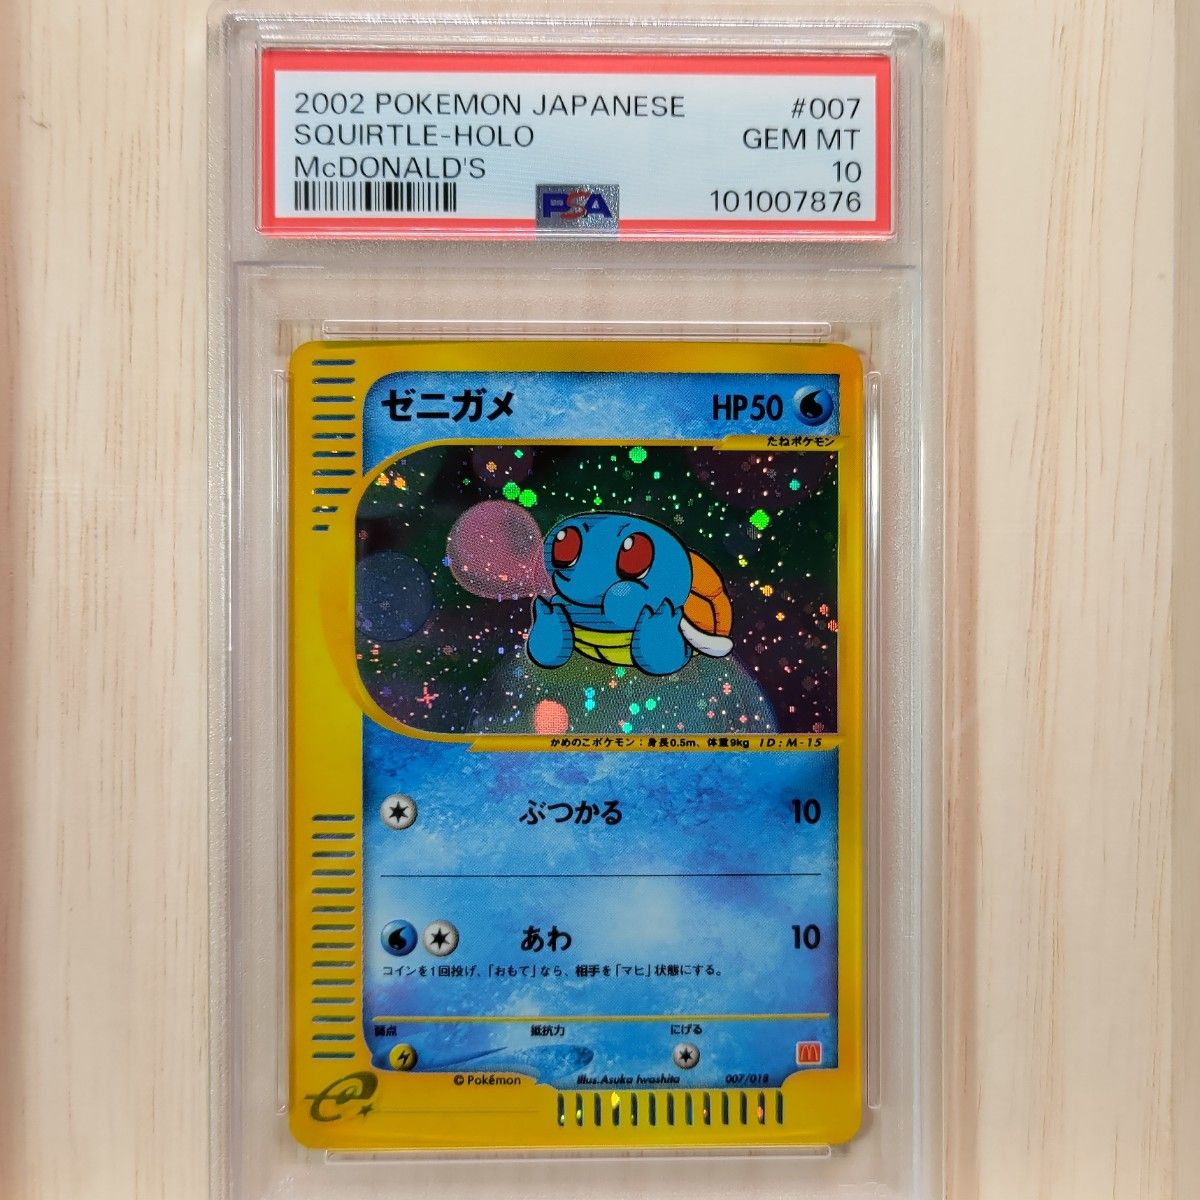 2002 POKEMON JAPANESE #007
SQUIRTLE-HOLO GEM MT
McDONALD'S 10
PSA 101007876
ゼニガメ HP50
たねポケモン
かめのこポケモン：身長0.5m、体重9kg ID:M-15
ぶつかる 10
あわ 10
コインを1回投げ、「おもて」なら、相手を「マヒ」状態にする。
弱点 抵抗力 にげる
©Pokémon Illus.Asuka Iwashita 007/018
e